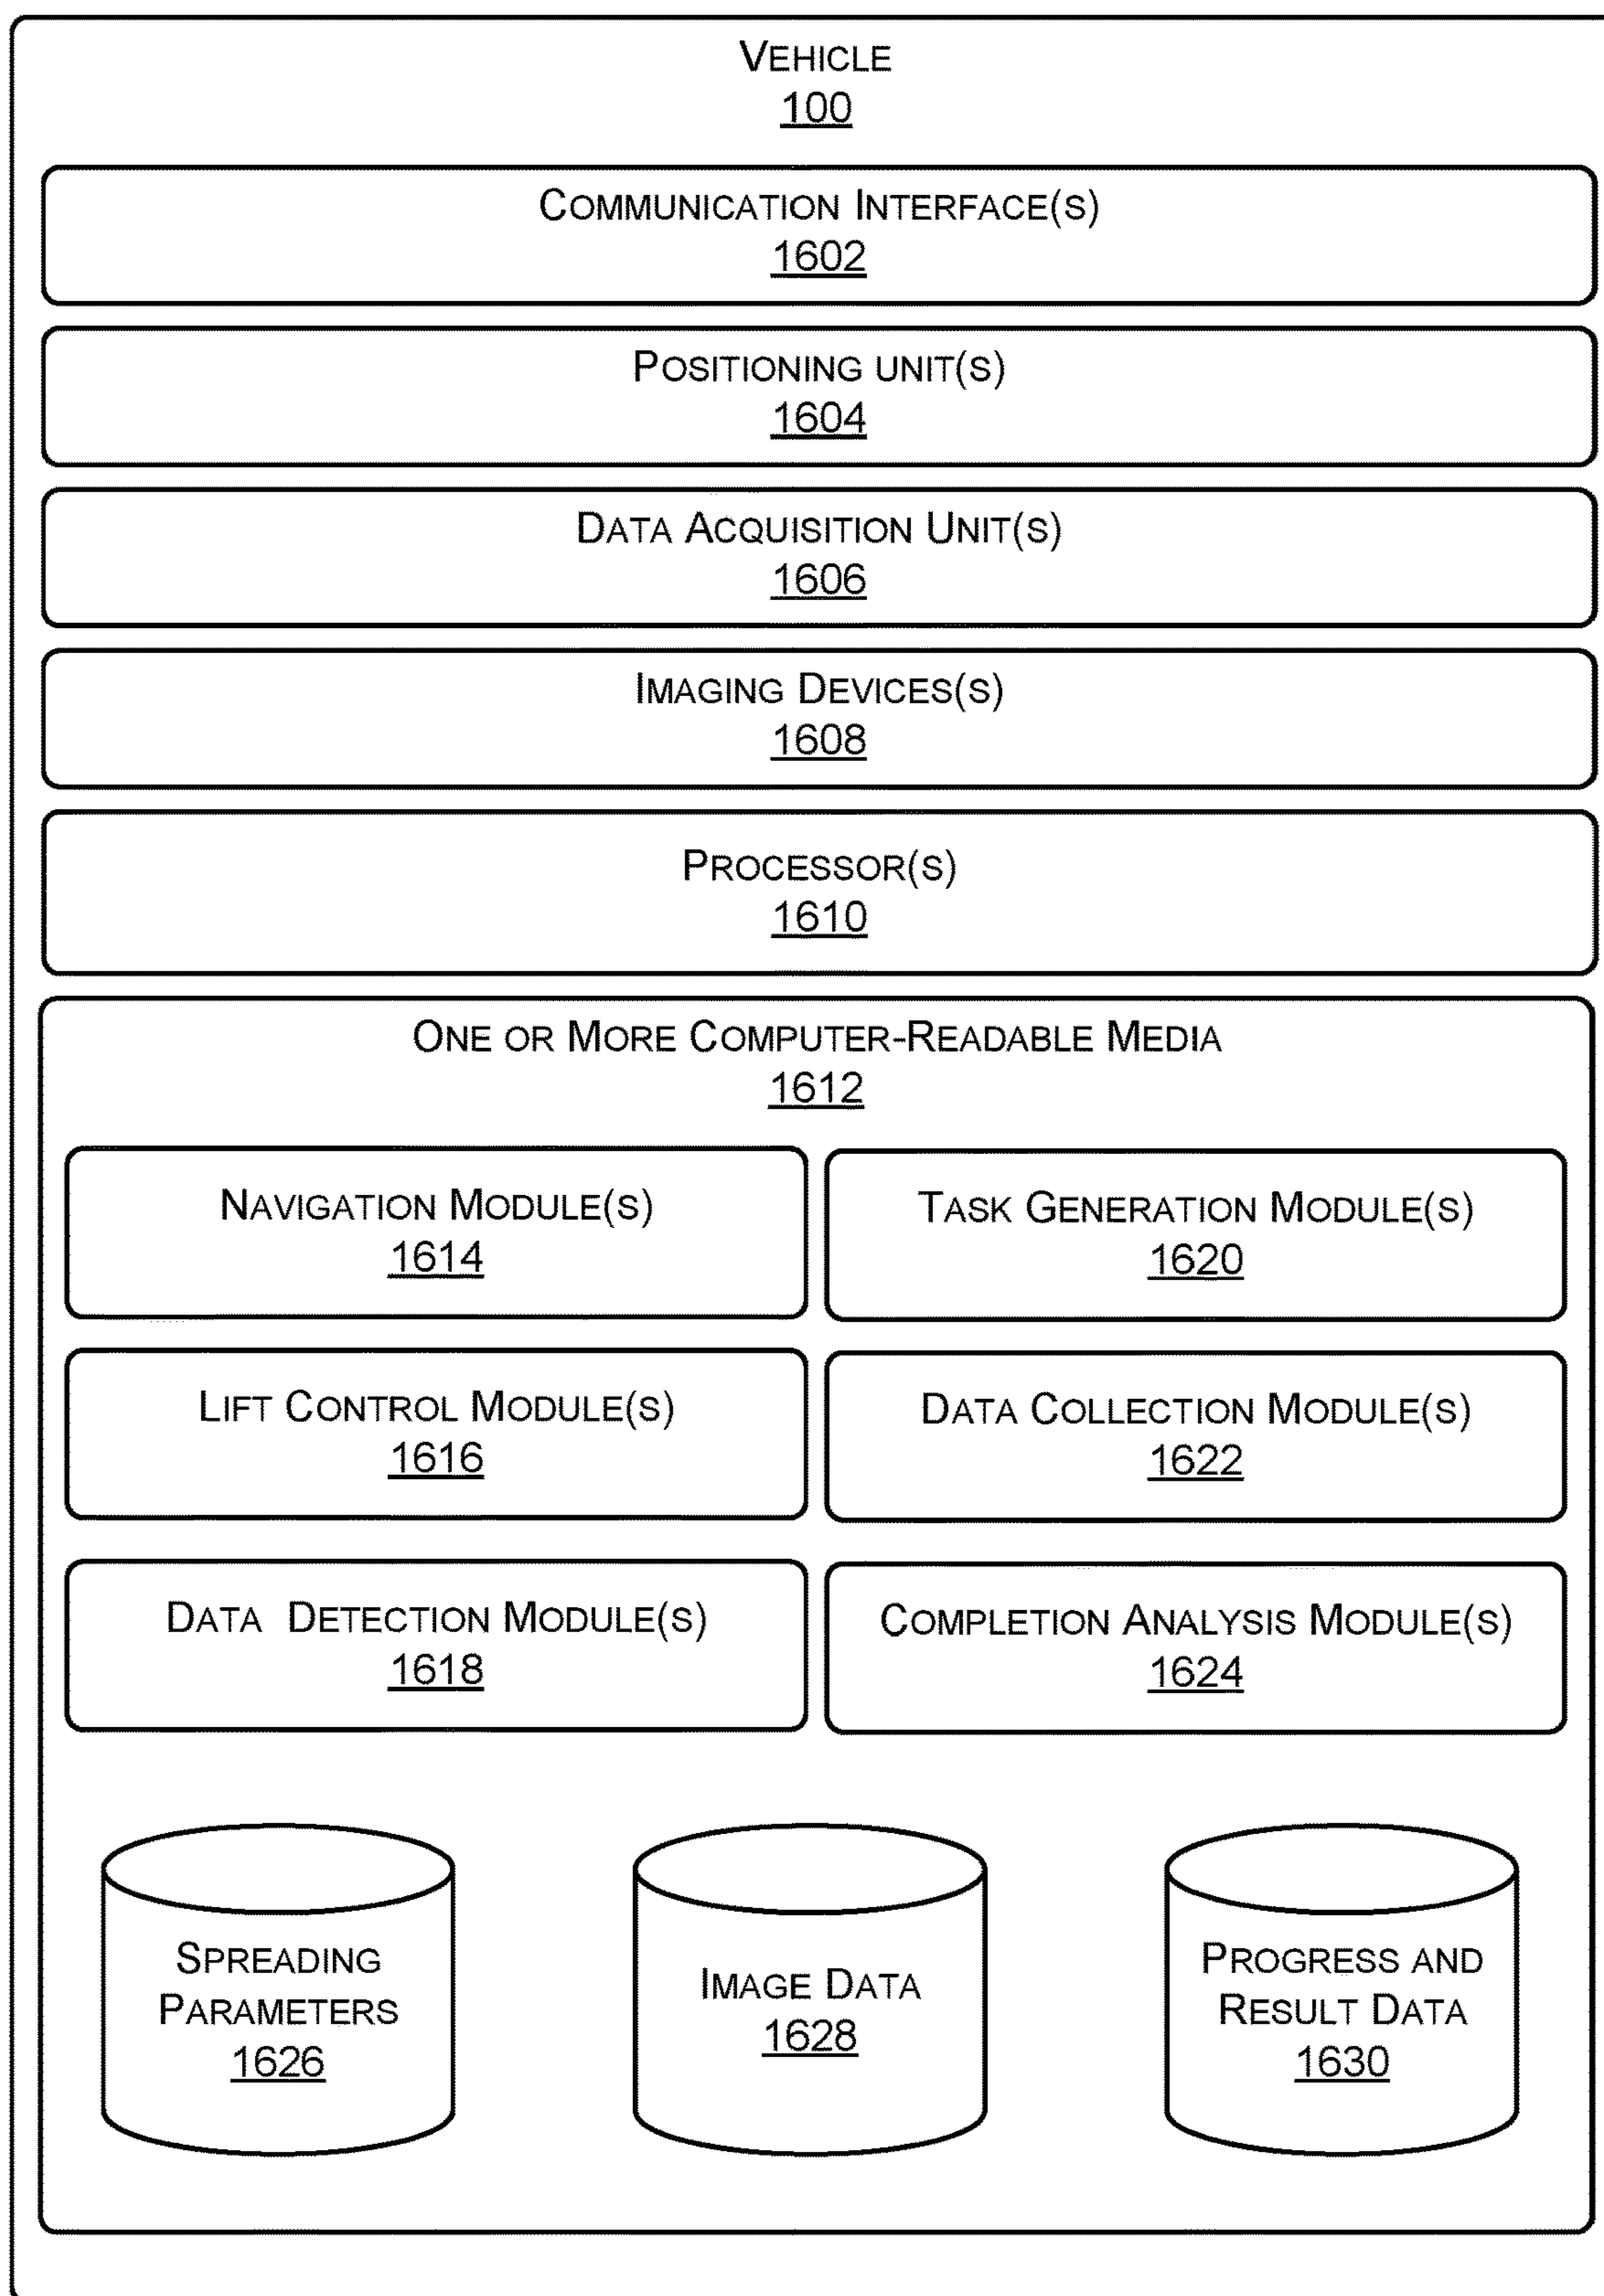 VEHICLE
100
COMMUNICATION INTERFACE(S)
1602
POSITIONING UNIT(S)
1604
DATA ACQUISITION UNIT(S)
1606
IMAGING DEVICES(S)
1608
PROCESSOR(S)
1610
ONE OR MORE COMPUTER-READABLE MEDIA
1612
NAVIGATION MODULE(S)
1614
TASK GENERATION MODULE(S)
1620
LIFT CONTROL MODULE(S)
1616
DATA COLLECTION MODULE(S)
1622
DATA DETECTION MODULE(S)
1618
COMPLETION ANALYSIS MODULE(S)
1624
SPREADING
PARAMETERS
1626
IMAGE DATA
1628
PROGRESS AND
RESULT DATA
1630